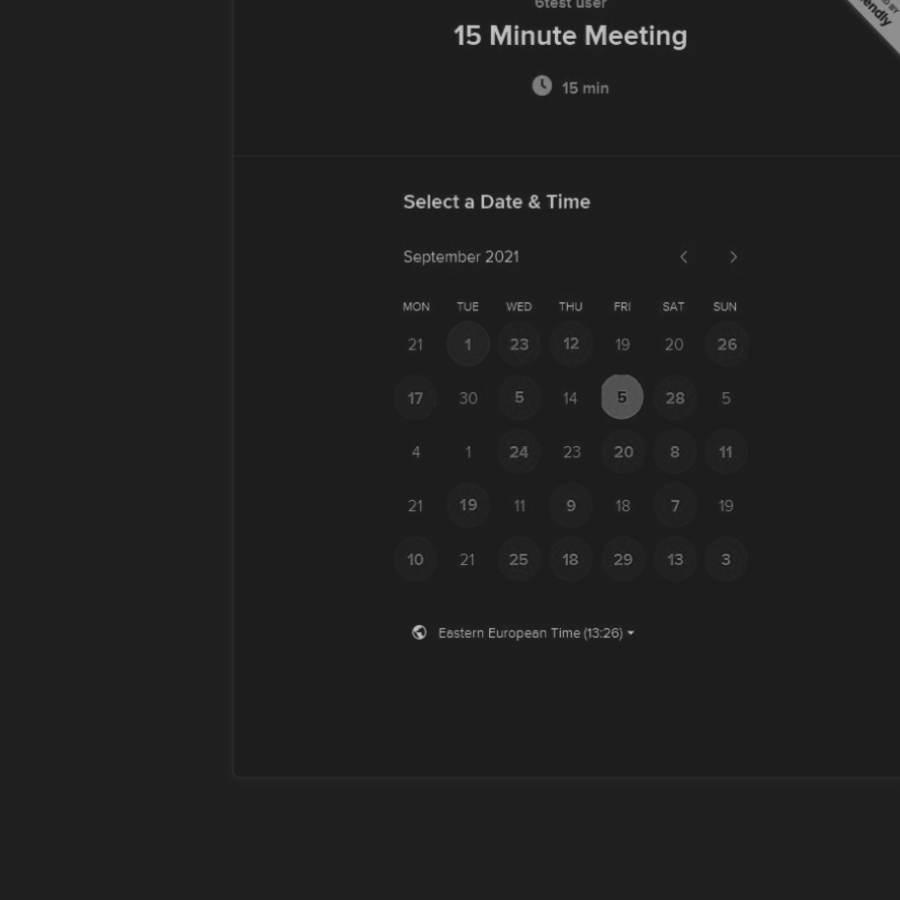 6test user
15 Minute Meeting
15 min
Select a Date & Time
September 2021
MON TUE WED THU FRI SAT SUN
21 1 23 12 19 20 26
17 30 5 14 5 28 5
4 1 24 23 20 8 11
21 19 11 9 18 7 19
10 21 25 18 29 13 3
Eastern European Time (13:26)